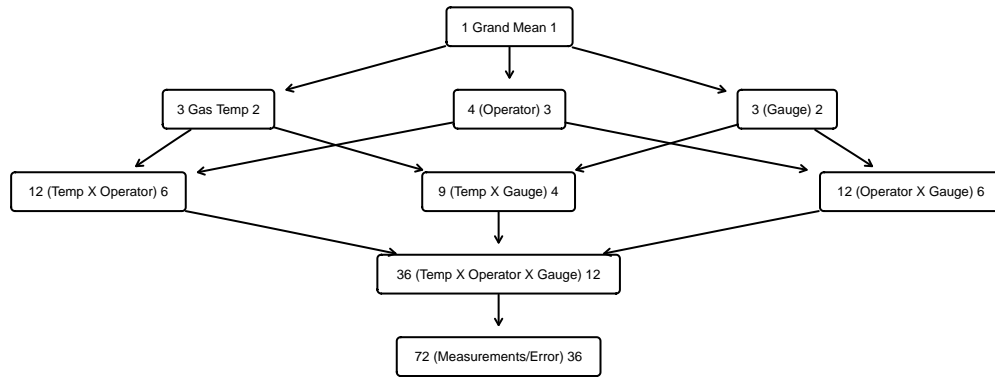 1 Grand Mean 1
3 Gas Temp 2
4 (Operator) 3
3 (Gauge) 2
12 (Temp X Operator) 6
9 (Temp X Gauge) 4
12 (Operator X Gauge) 6
36 (Temp X Operator X Gauge) 12
72 (Measurements/Error) 36